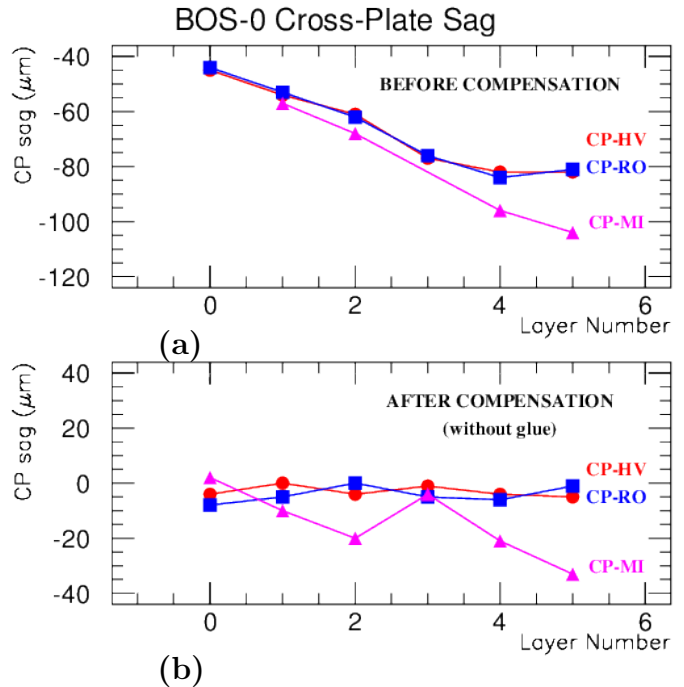 BOS-0 Cross-Plate Sag
CP sag (μm)
-40
-60
-80
-100
-120
BEFORE COMPENSATION
CP-HV
CP-RO
CP-MI
0
2
4
6
Layer Number
(a)
CP sag (μm)
40
20
0
-20
-40
AFTER COMPENSATION
(without glue)
CP-HV
CP-RO
CP-MI
0
2
4
6
Layer Number
(b)